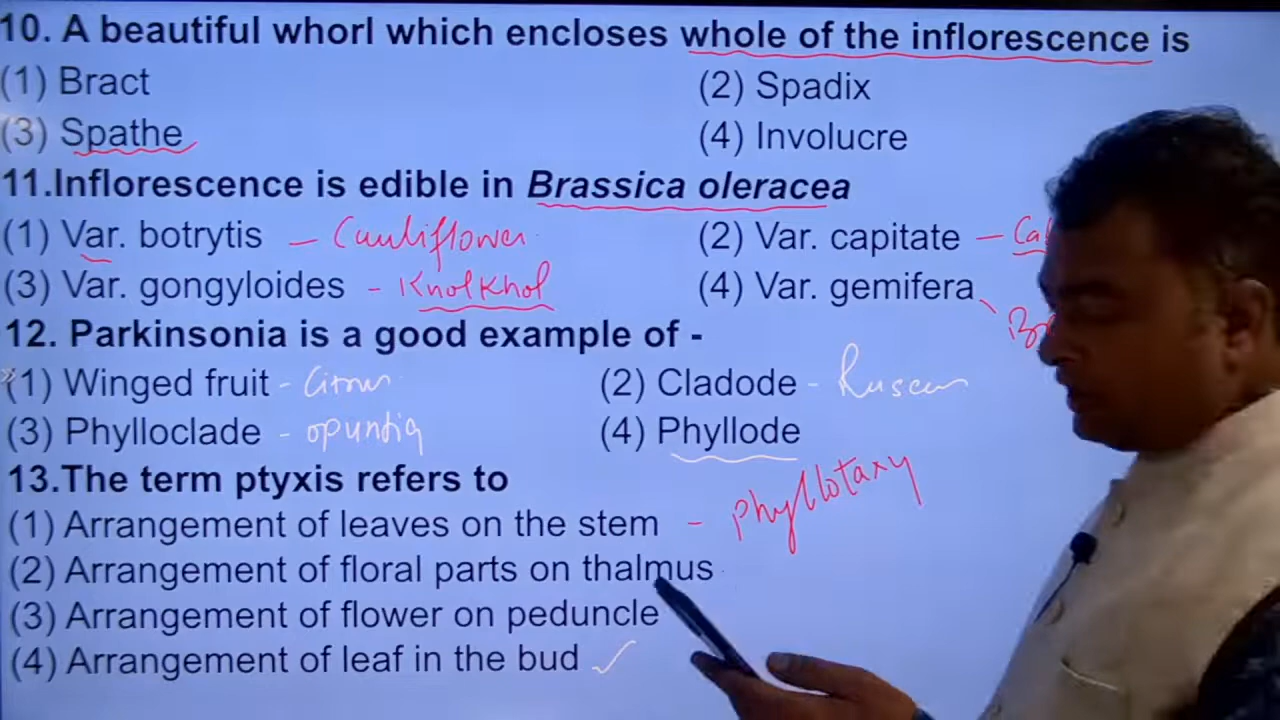 10. A beautiful whorl which encloses whole of the inflorescence is
(1) Bract (2) Spadix
(3) Spathe (4) Involucre
11.Inflorescence is edible in Brassica oleracea
(1) Var. botrytis – Cauliflower (2) Var. capitate –
(3) Var. gongyloides - Knolkhol (4) Var. gemifera
12. Parkinsonia is a good example of -
(1) Winged fruit - Citrus (2) Cladode - Ruscus
(3) Phylloclade - opuntia (4) Phyllode
13.The term ptyxis refers to
(1) Arrangement of leaves on the stem - Phyllotaxy
(2) Arrangement of floral parts on thalmus
(3) Arrangement of flower on peduncle
(4) Arrangement of leaf in the bud ✓